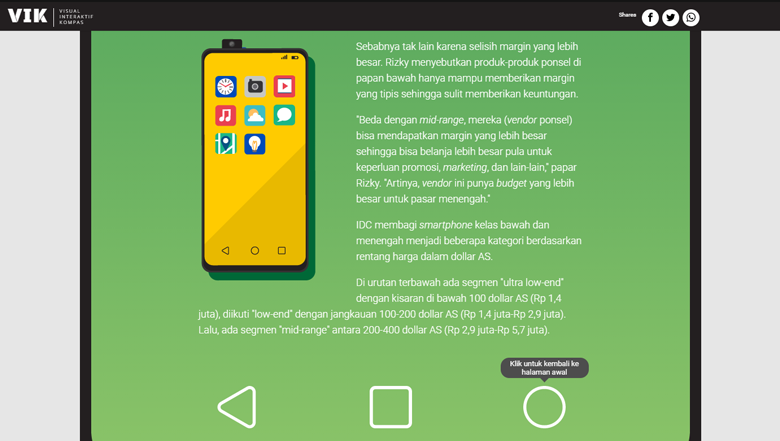 VIK
VISUAL
INTERAKTIF
KOMPAS
Shares
Sebabnya tak lain karena selisih margin yang lebih
besar. Rizky menyebutkan produk-produk ponsel di
papan bawah hanya mampu memberikan margin
yang tipis sehingga sulit memberikan keuntungan.
"Beda dengan mid-range, mereka (vendor ponsel)
bisa mendapatkan margin yang lebih besar
sehingga bisa belanja lebih besar pula untuk
keperluan promosi, marketing, dan lain-lain," papar
Rizky. "Artinya, vendor ini punya budget yang lebih
besar untuk pasar menengah."
IDC membagi smartphone kelas bawah dan
menengah menjadi beberapa kategori berdasarkan
rentang harga dalam dollar AS.
Di urutan terbawah ada segmen "ultra low-end"
dengan kisaran di bawah 100 dollar AS (Rp 1,4
juta), diikuti "low-end" dengan jangkauan 100-200 dollar AS (Rp 1,4 juta-Rp 2,9 juta).
Lalu, ada segmen "mid-range" antara 200-400 dollar AS (Rp 2,9 juta-Rp 5,7 juta).
Klik untuk kembali ke
halaman awal